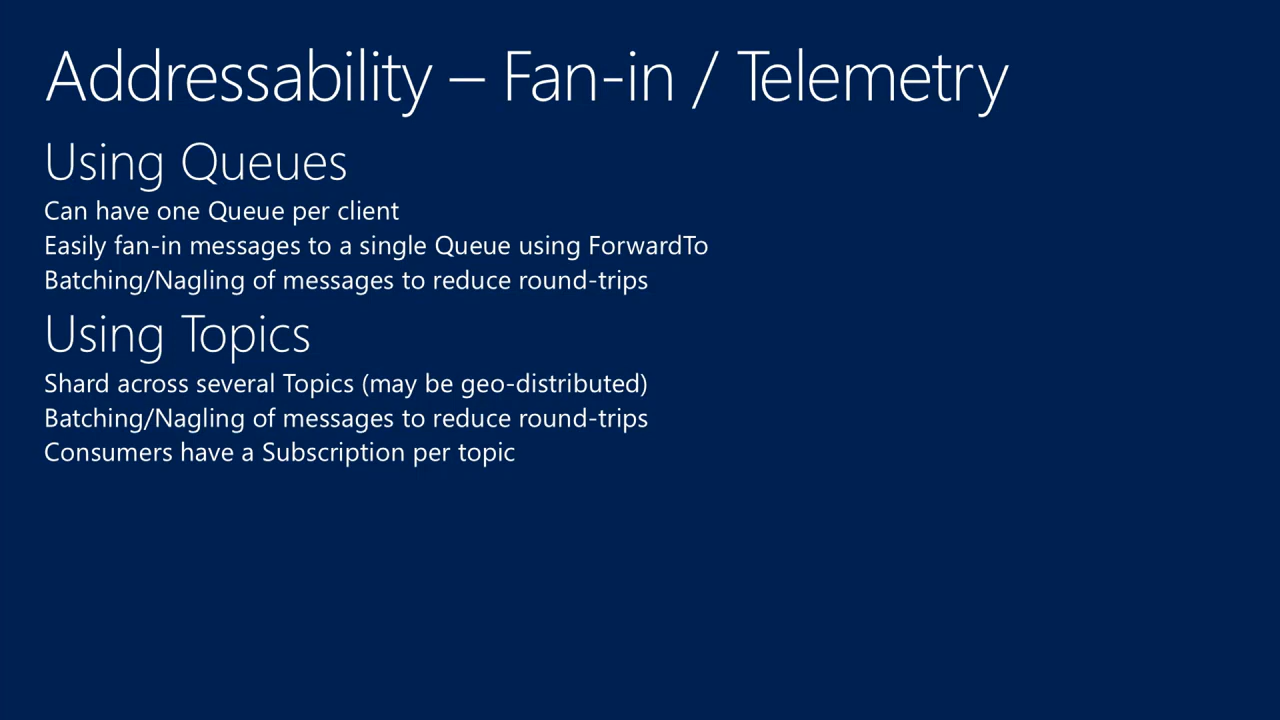 Addressability – Fan-in / Telemetry
Using Queues
Can have one Queue per client
Easily fan-in messages to a single Queue using ForwardTo
Batching/Nagling of messages to reduce round-trips
Using Topics
Shard across several Topics (may be geo-distributed)
Batching/Nagling of messages to reduce round-trips
Consumers have a Subscription per topic